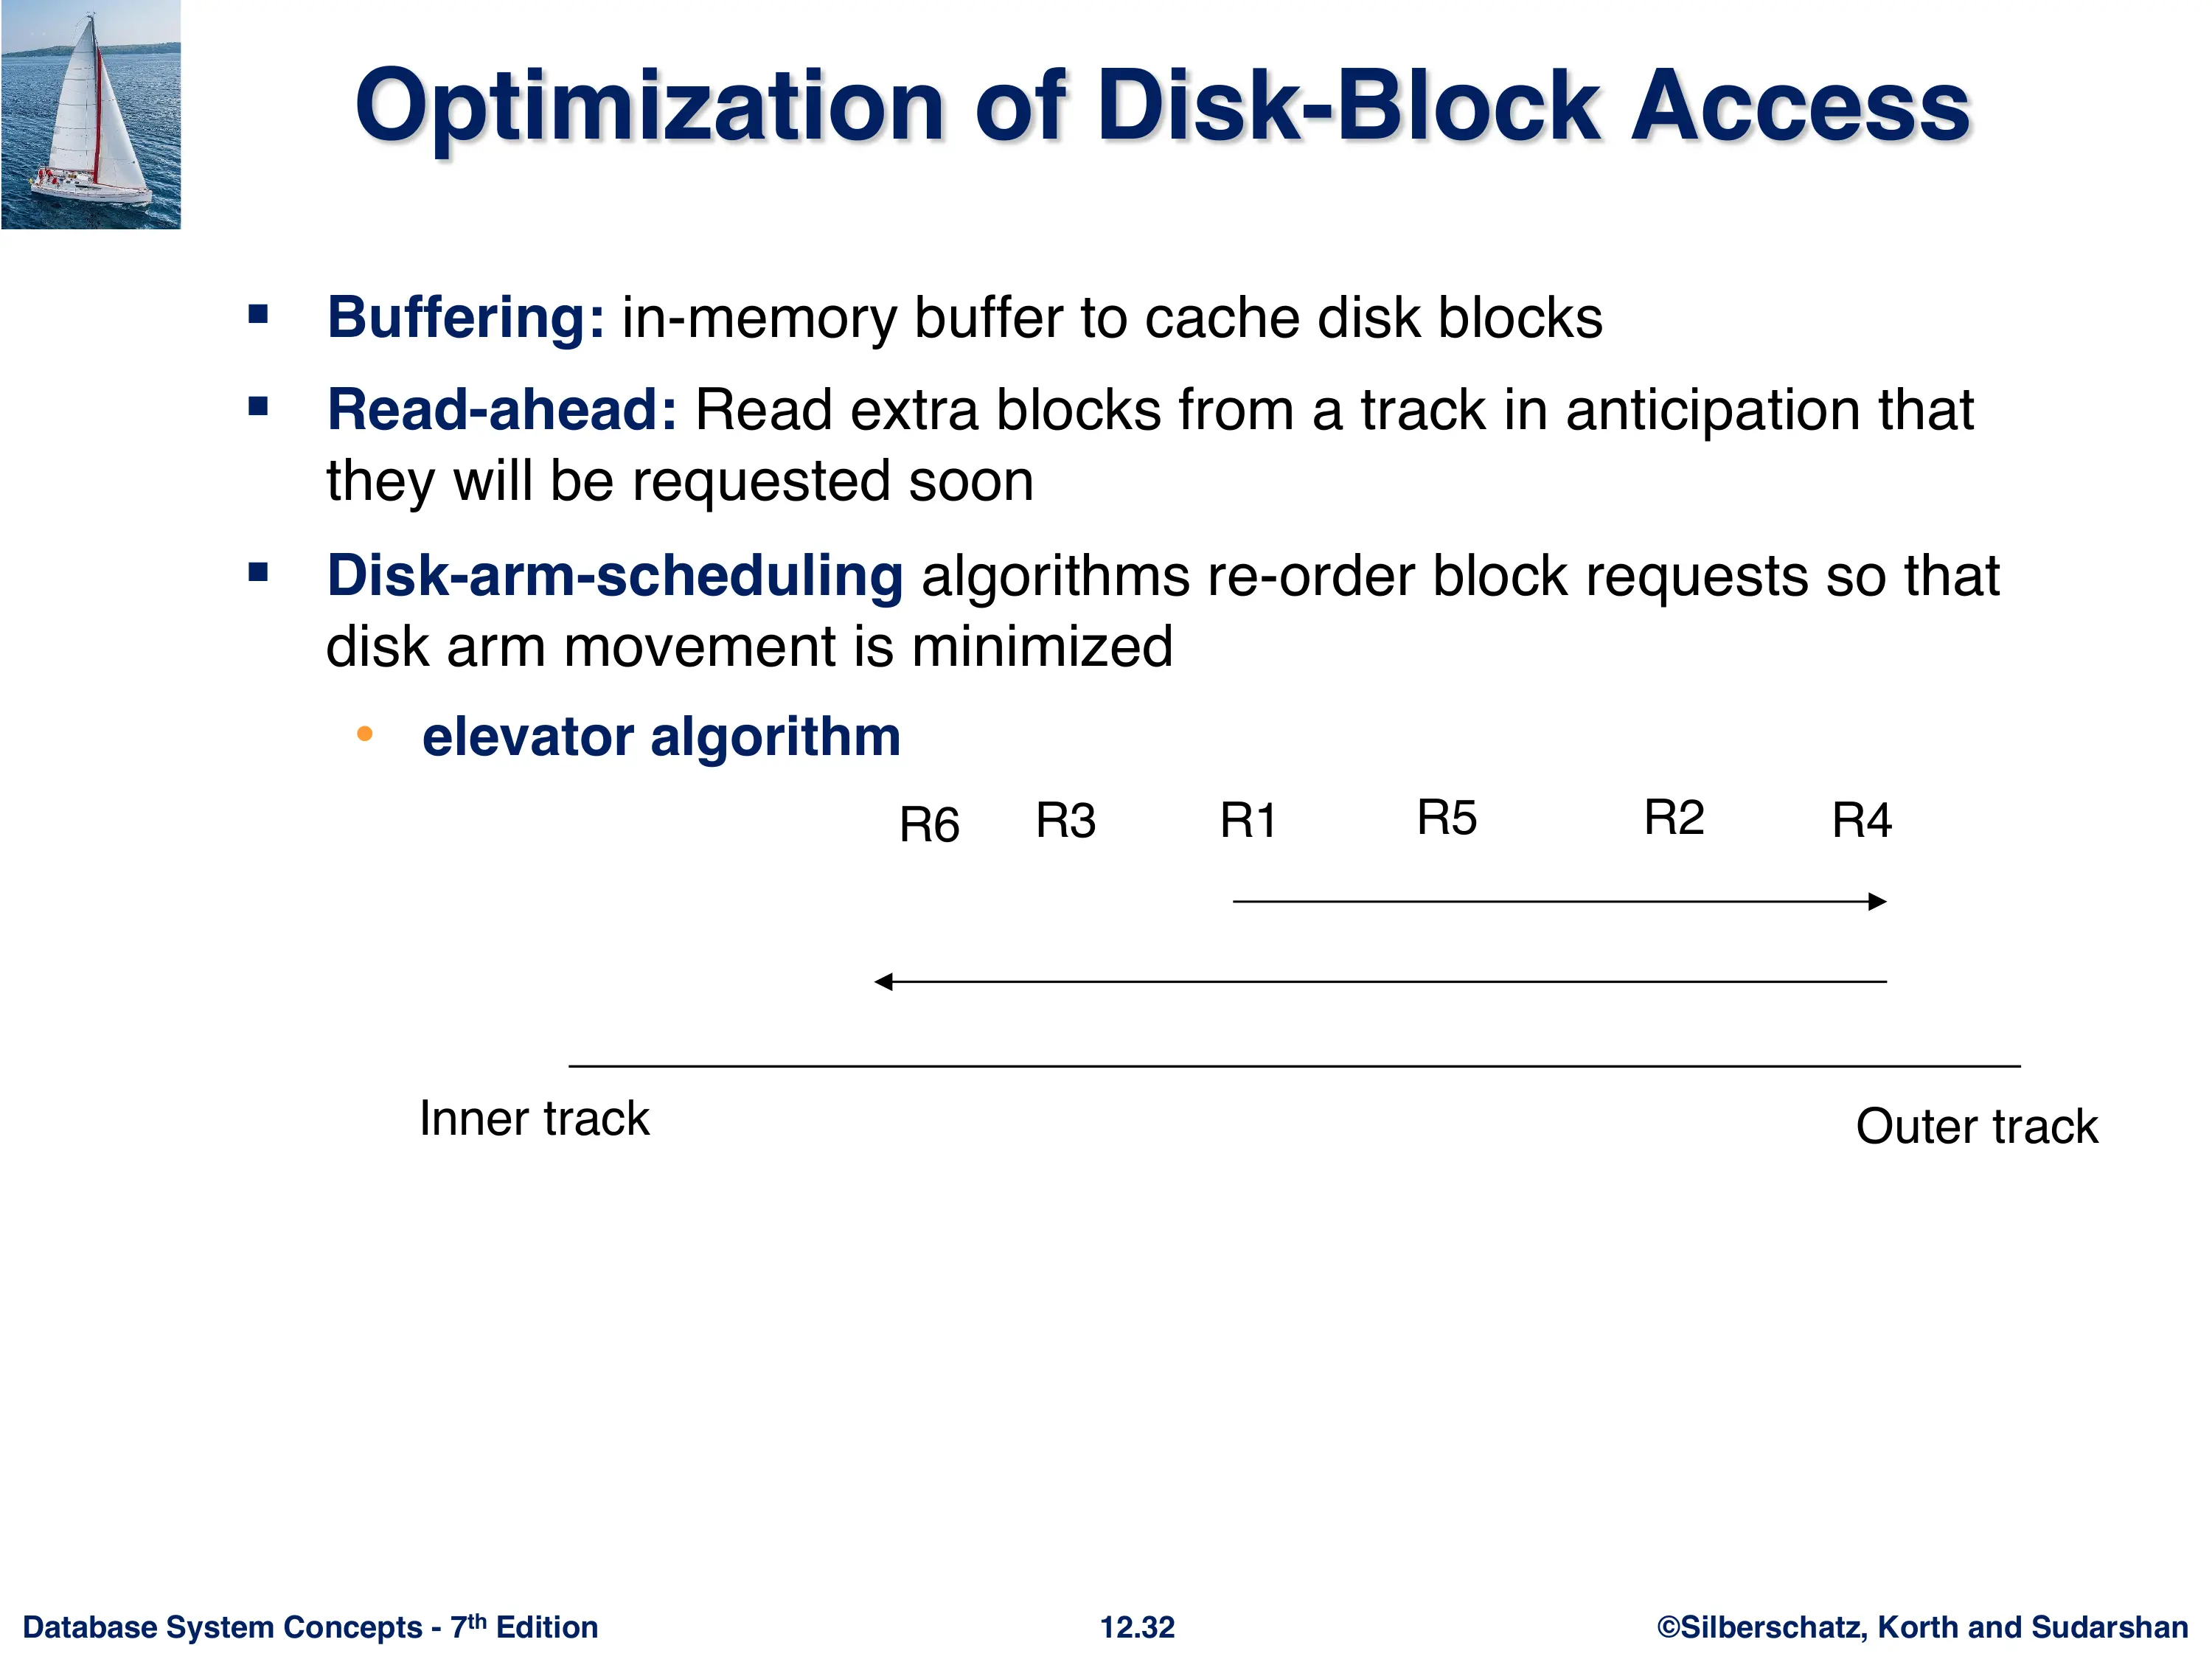 Optimization of Disk-Block Access
▪ Buffering: in-memory buffer to cache disk blocks
▪ Read-ahead: Read extra blocks from a track in anticipation that
they will be requested soon
▪ Disk-arm-scheduling algorithms re-order block requests so that
disk arm movement is minimized
• elevator algorithm
R6 R3 R1 R5 R2 R4
Inner track Outer track
Database System Concepts - 7th Edition 12.32 ©Silberschatz, Korth and Sudarshan